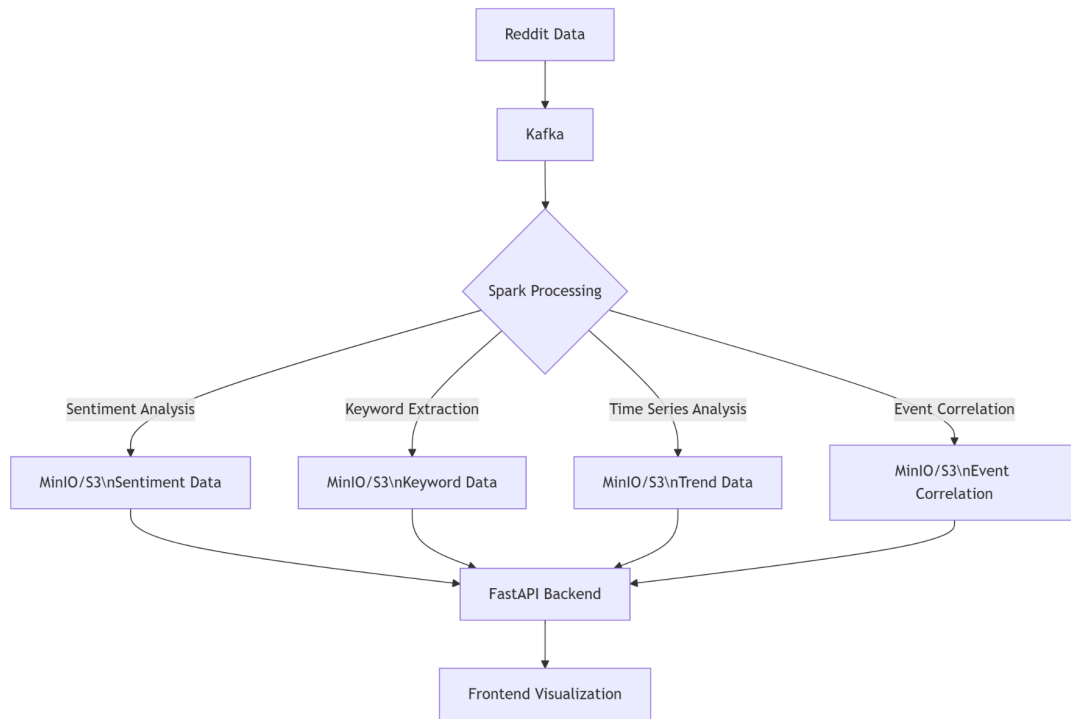 Reddit Data
Kafka
Spark Processing
Sentiment Analysis
Keyword Extraction
Time Series Analysis
Event Correlation
MinIO/S3\nSentiment Data
MinIO/S3\nKeyword Data
MinIO/S3\nTrend Data
MinIO/S3\nEvent
Correlation
FastAPI Backend
Frontend Visualization